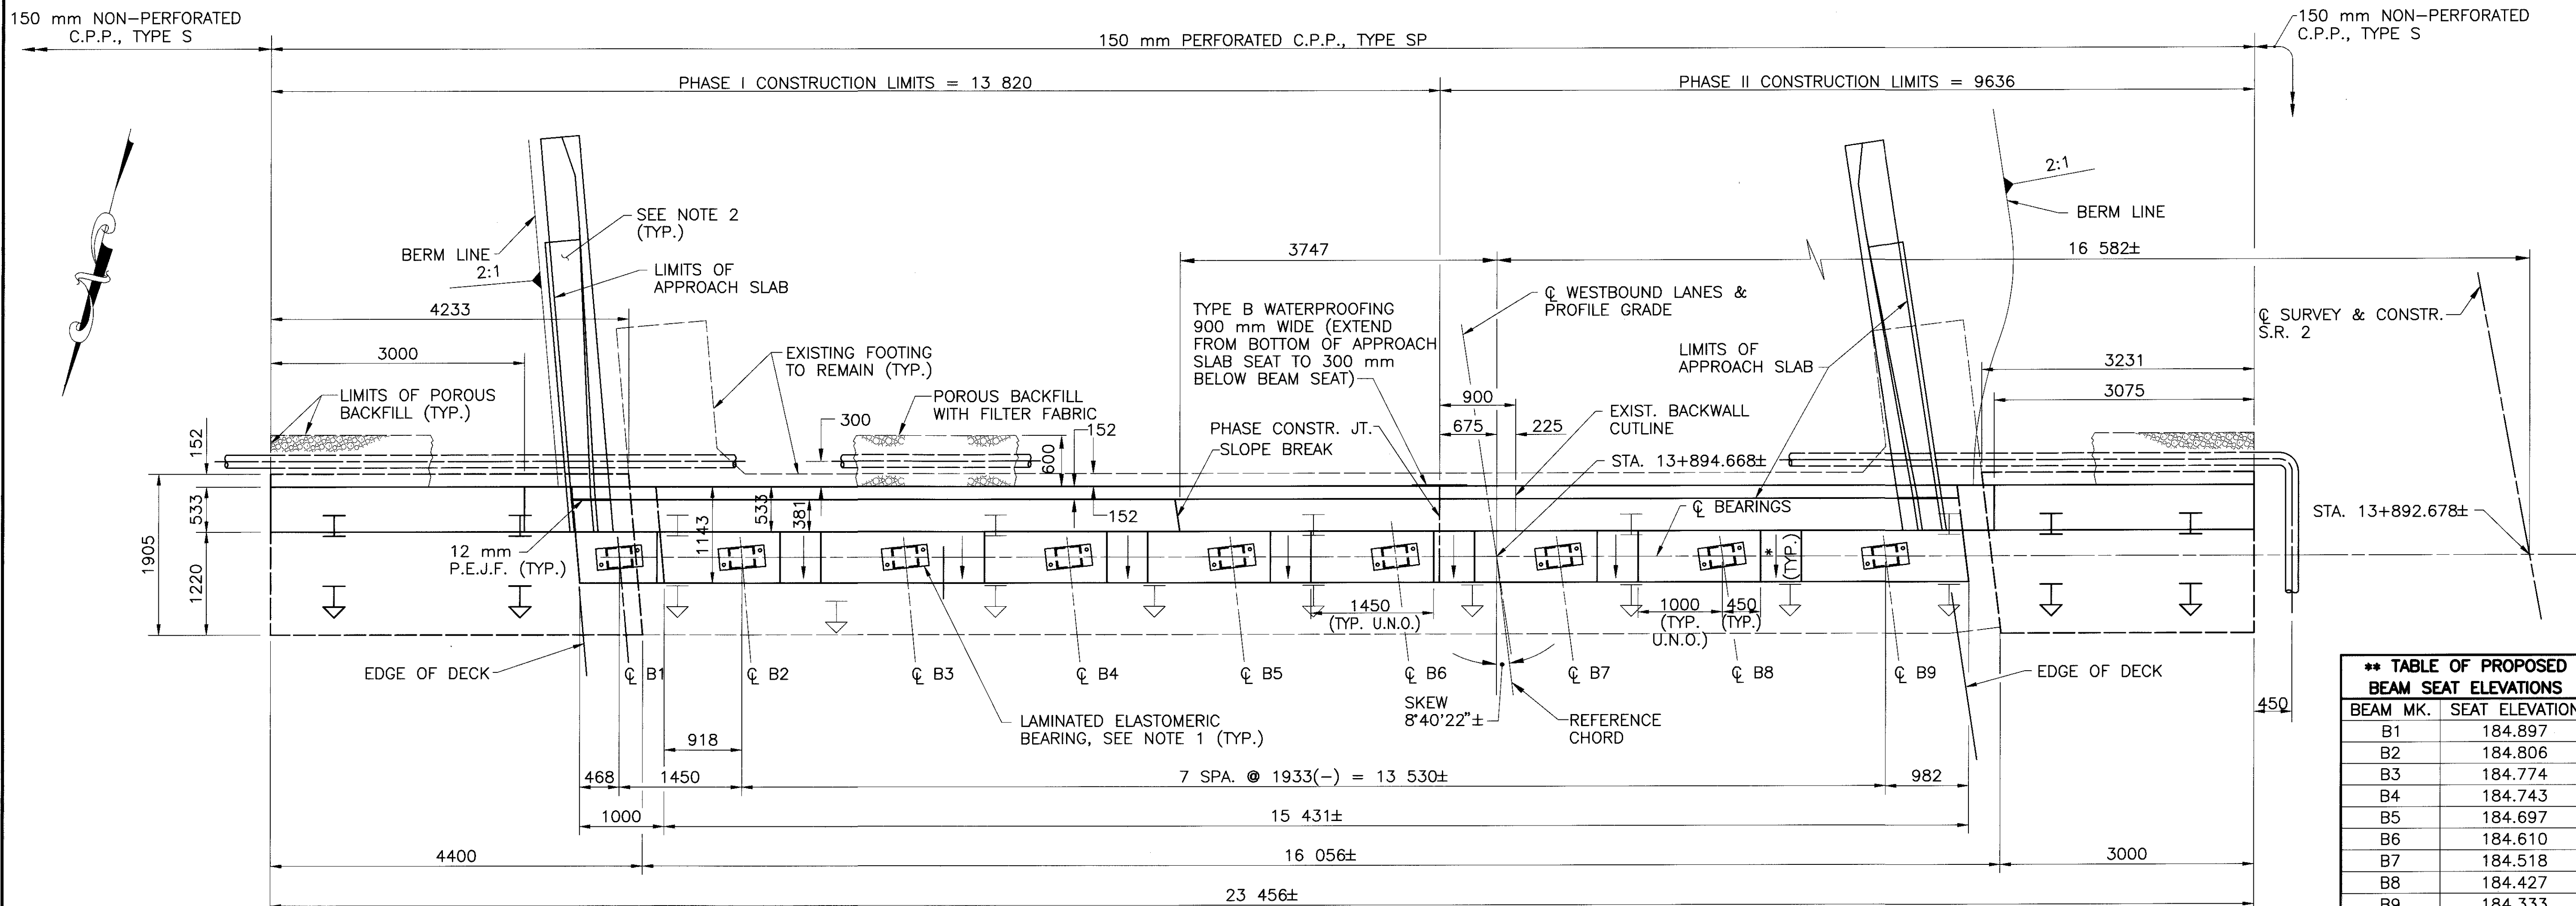 150 mm NON-PERFORATED
C.P.P., TYPE S
150 mm PERFORATED C.P.P., TYPE SP
150 mm NON-PERFORATED
C.P.P., TYPE S
PHASE I CONSTRUCTION LIMITS = 13 820
PHASE II CONSTRUCTION LIMITS = 9636
2:1
BERM LINE
SEE NOTE 2
(TYP.)
BERM LINE
2:1
LIMITS OF
APPROACH SLAB
3747
16 582±
4233
TYPE B WATERPROOFING
900 mm WIDE (EXTEND
FROM BOTTOM OF APPROACH
SLAB SEAT TO 300 mm
BELOW BEAM SEAT)
℄ WESTBOUND LANES &
PROFILE GRADE
℄ SURVEY & CONSTR.
S.R. 2
3000
EXISTING FOOTING
TO REMAIN (TYP.)
LIMITS OF
APPROACH SLAB
3231
LIMITS OF POROUS
BACKFILL (TYP.)
POROUS BACKFILL
WITH FILTER FABRIC
3075
900
EXIST. BACKWALL
CUTLINE
300
152
675
225
PHASE CONSTR. JT.
SLOPE BREAK
152
600
STA. 13+894.668±
℄ BEARINGS
533
1905
1220
1143
533
381
152
STA. 13+892.678±
12 mm
P.E.J.F. (TYP.)
*
(TYP.)
1450
(TYP. U.N.O.)
1000
(TYP.
U.N.O.)
450
(TYP.)
EDGE OF DECK
℄ B1
℄ B2
℄ B3
℄ B4
℄ B5
℄ B6
℄ B7
℄ B8
℄ B9
EDGE OF DECK
SKEW
8°40'22"±
REFERENCE
CHORD
LAMINATED ELASTOMERIC
BEARING, SEE NOTE 1 (TYP.)
450
918
468
1450
7 SPA. @ 1933(-) = 13 530±
982
1000
15 431±
4400
16 056±
3000
23 456±
** TABLE OF PROPOSED
BEAM SEAT ELEVATIONS
BEAM MK. SEAT ELEVATION
B1 184.897
B2 184.806
B3 184.774
B4 184.743
B5 184.697
B6 184.610
B7 184.518
B8 184.427
B9 184.333